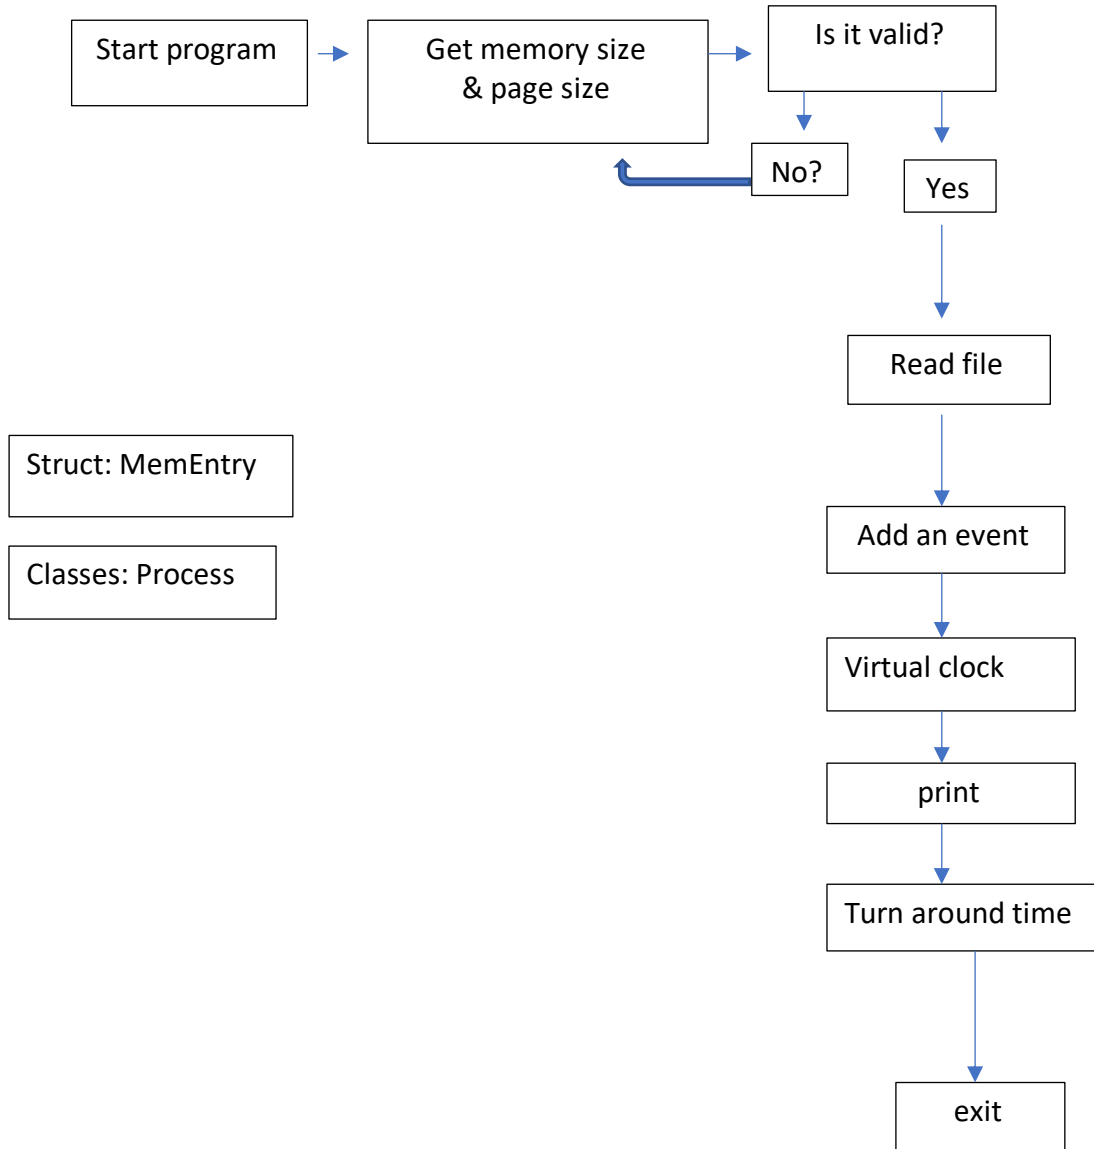 Start program
Get memory size
& page size
Is it valid?
No?
Yes
Read file
Struct: MemEntry
Add an event
Classes: Process
Virtual clock
print
Turn around time
exit